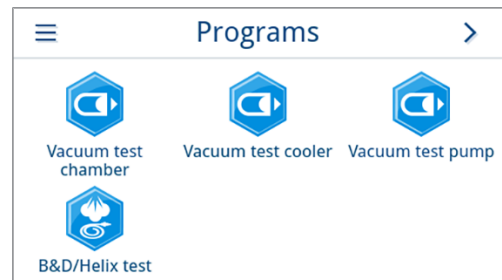 Programs
Vacuum test
chamber
Vacuum test cooler
Vacuum test pump
B&D/Helix test